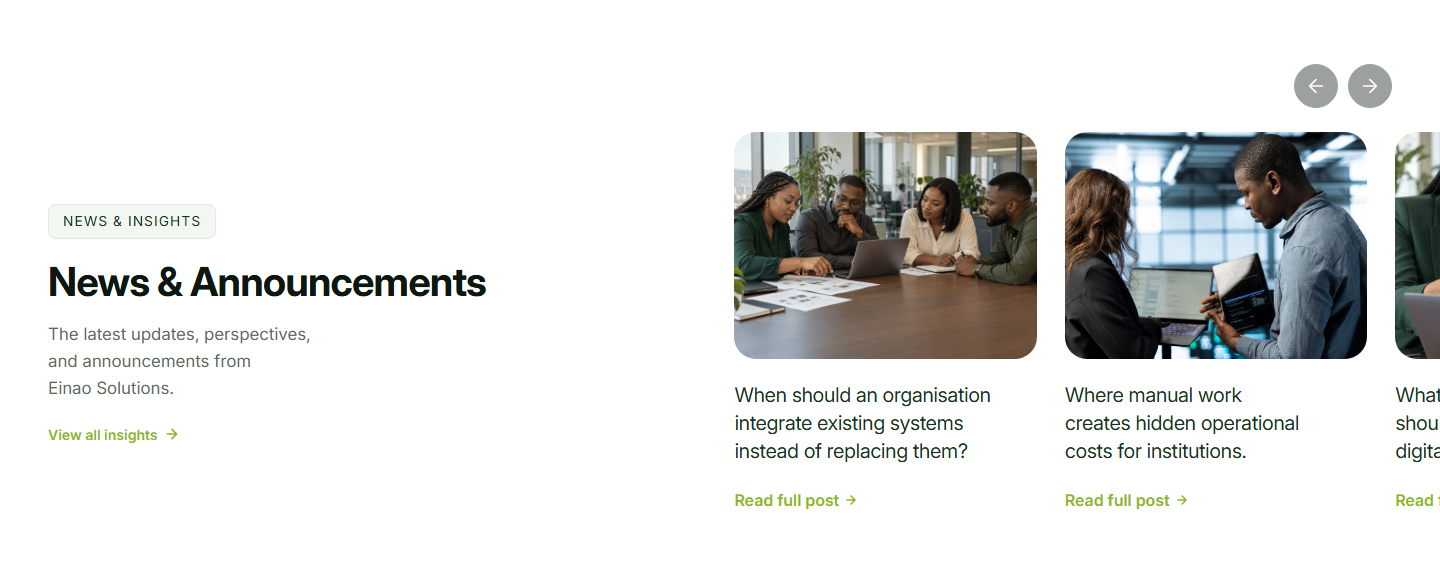 NEWS & INSIGHTS
News & Announcements
The latest updates, perspectives,
and announcements from
Einao Solutions.
View all insights →
When should an organisation
integrate existing systems
instead of replacing them?
Read full post →
Where manual work
creates hidden operational
costs for institutions.
Read full post →
What
Read